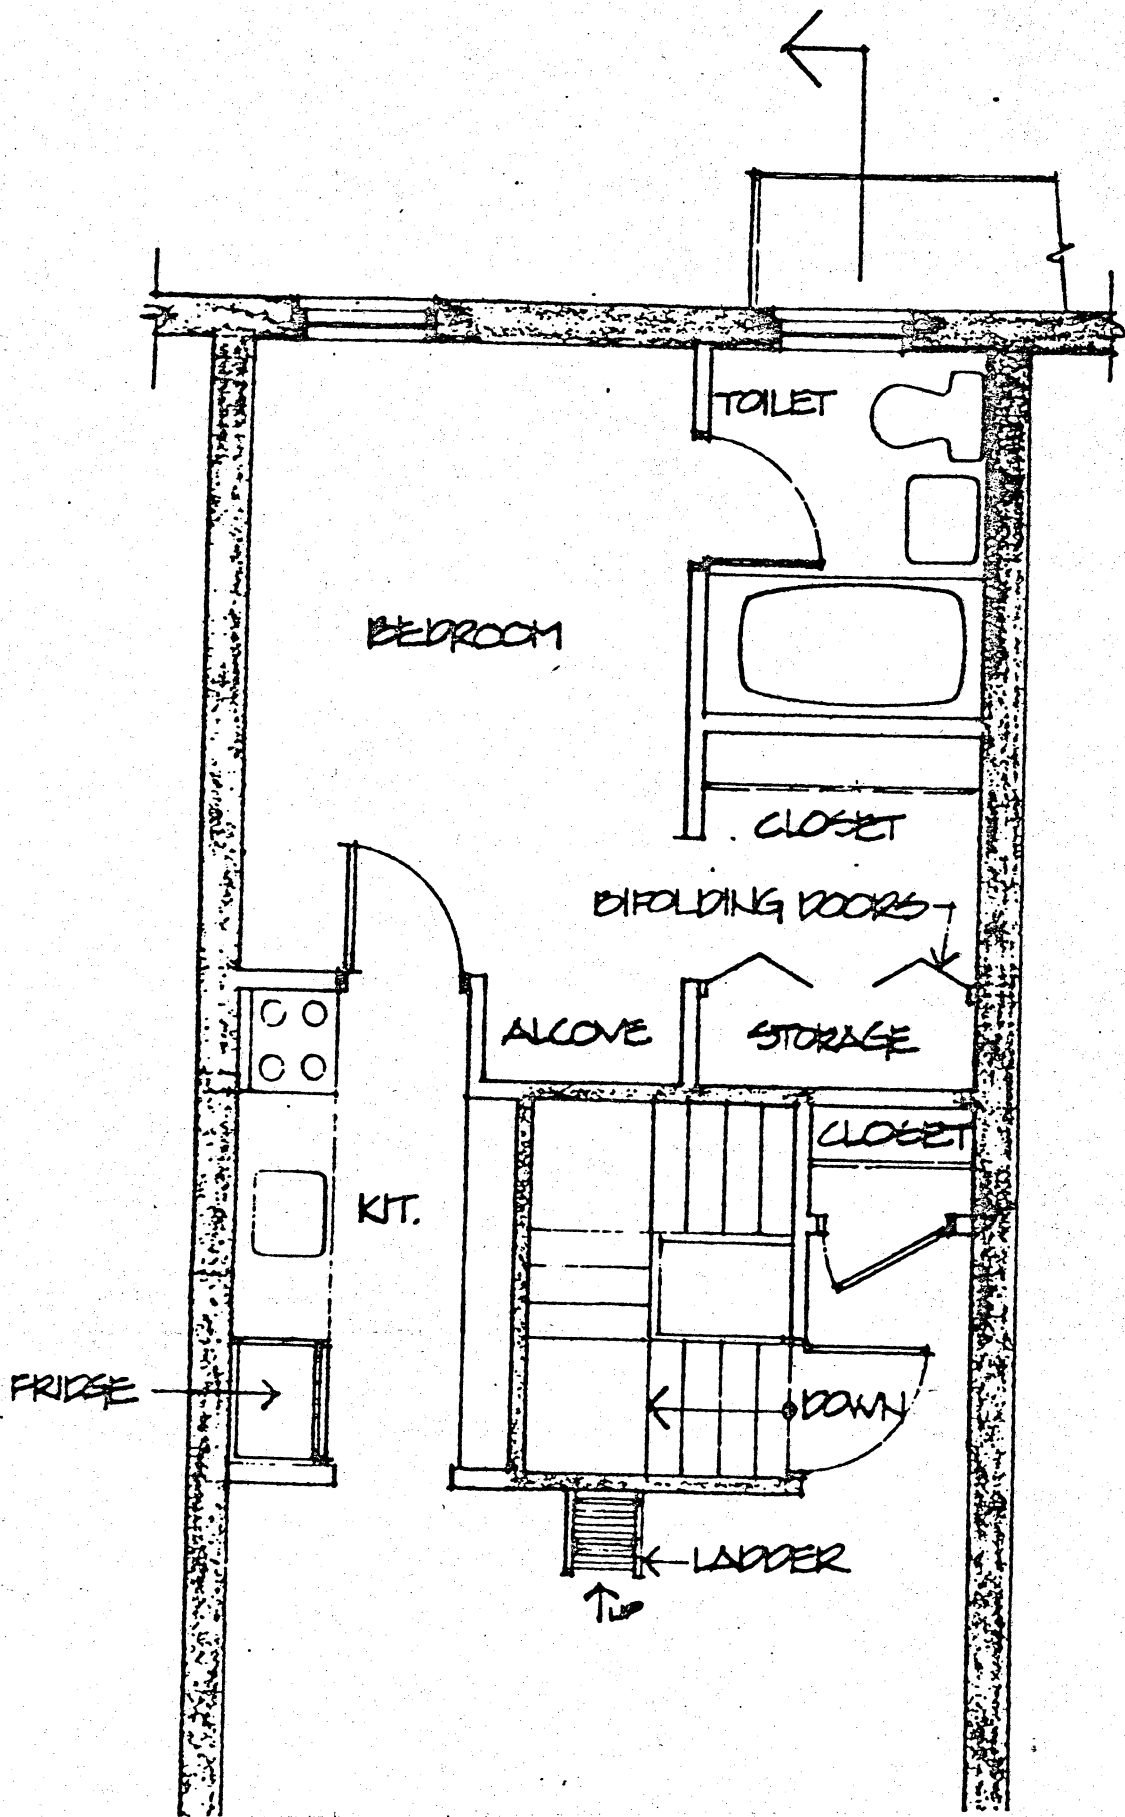 TOILET
BEDROOM
CLOSET
BIFOLDING DOORS
ALCOVE
STORAGE
CLOSET
KIT.
FRIDGE
DOWN
LADDER
UP